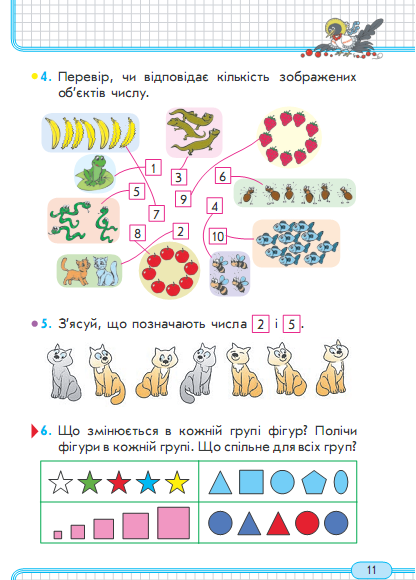 4. Перевір, чи відповідає кількість зображених
об’єктів числу.
1
3
6
5
9
7
4
8
2
10
5. З’ясуй, що позначають числа 2 і 5.
6. Що змінюється в кожній групі фігур? Полічи
фігури в кожній групі. Що спільне для всіх груп?
11